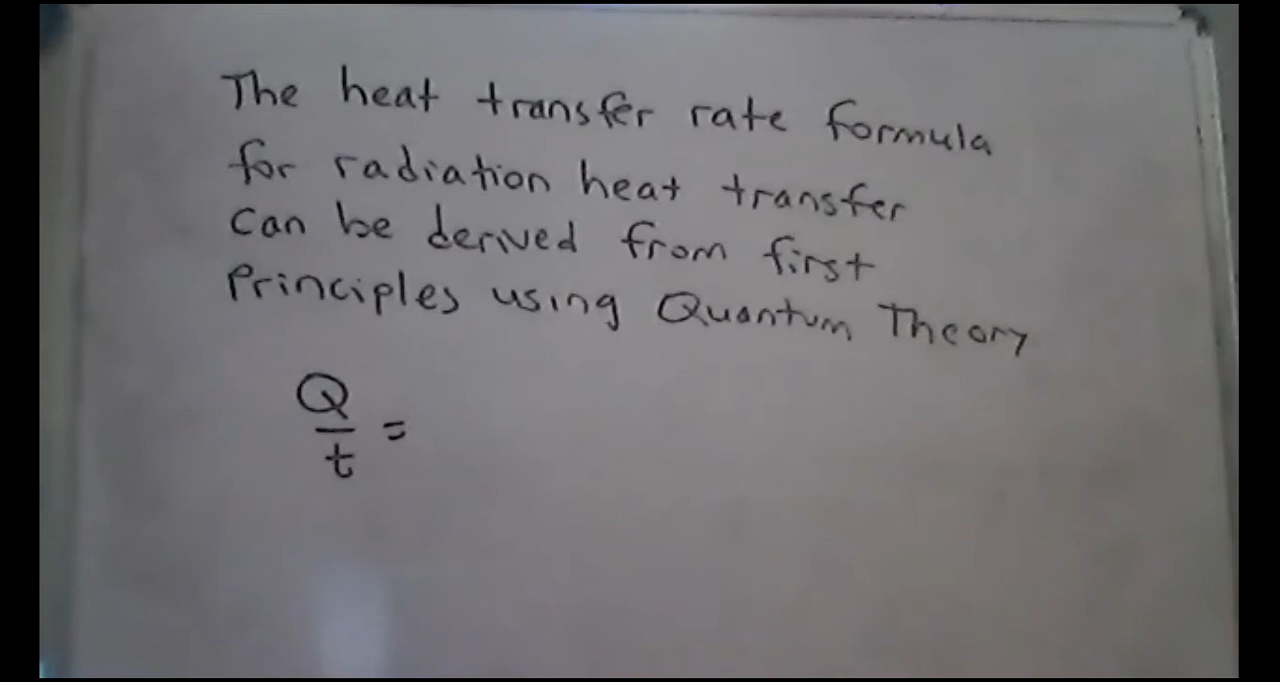 The heat transfer rate formula
for radiation heat transfer
can be derived from first
Principles using Quantum Theory
Q/t =